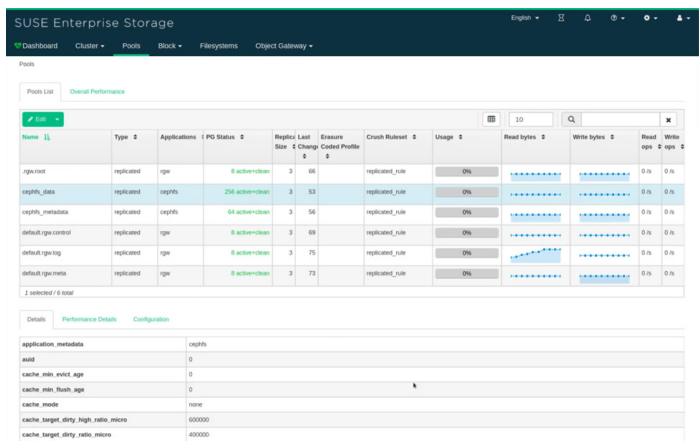 SUSE Enterprise Storage
English
Dashboard Cluster Pools Block Filesystems Object Gateway
Pools
Pools List Overall Performance
Edit 10
Name Type Applications PG Status Replica Size Last Change Erasure Coded Profile Crush Ruleset Usage Read bytes Write bytes Read ops Write ops
.rgw.root replicated rgw 8 active+clean 3 66 replicated_rule 0% 0 /s 0 /s
cephfs_data replicated cephfs 256 active+clean 3 53 replicated_rule 0% 0 /s 0 /s
cephfs_metadata replicated cephfs 64 active+clean 3 56 replicated_rule 0% 0 /s 0 /s
default.rgw.control replicated rgw 8 active+clean 3 69 replicated_rule 0% 0 /s 0 /s
default.rgw.log replicated rgw 8 active+clean 3 75 replicated_rule 0% 0 /s 0 /s
default.rgw.meta replicated rgw 8 active+clean 3 73 replicated_rule 0% 0 /s 0 /s
1 selected / 6 total
Details Performance Details Configuration
application_metadata cephfs
auid 0
cache_min_evict_age 0
cache_min_flush_age 0
cache_mode none
cache_target_dirty_high_ratio_micro 600000
cache_target_dirty_ratio_micro 400000